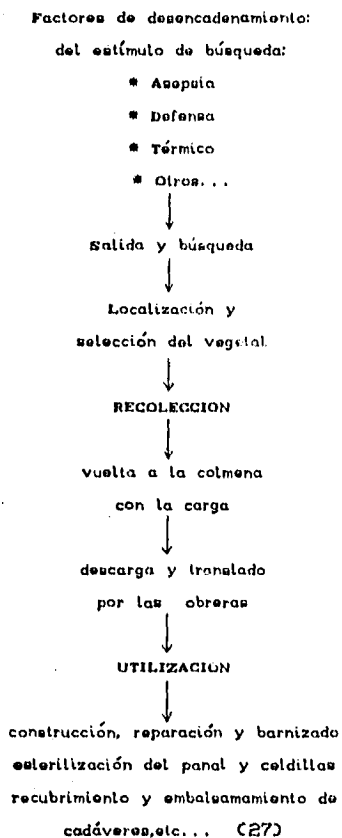 Factores de desencadenamiento:
del estímulo de búsqueda:
* Asepsia
* Defensa
* Térmico
* Otros...
Salida y búsqueda
Localización y
selección del vegetal
RECOLECCION
vuelta a la colmena
con la carga
descarga y translado
por las obreras
UTILIZACION
construcción, reparación y barnizado
esterilización del panal y celdillas
recubrimiento y embalsamamiento de
cadáveros,etc... (27)